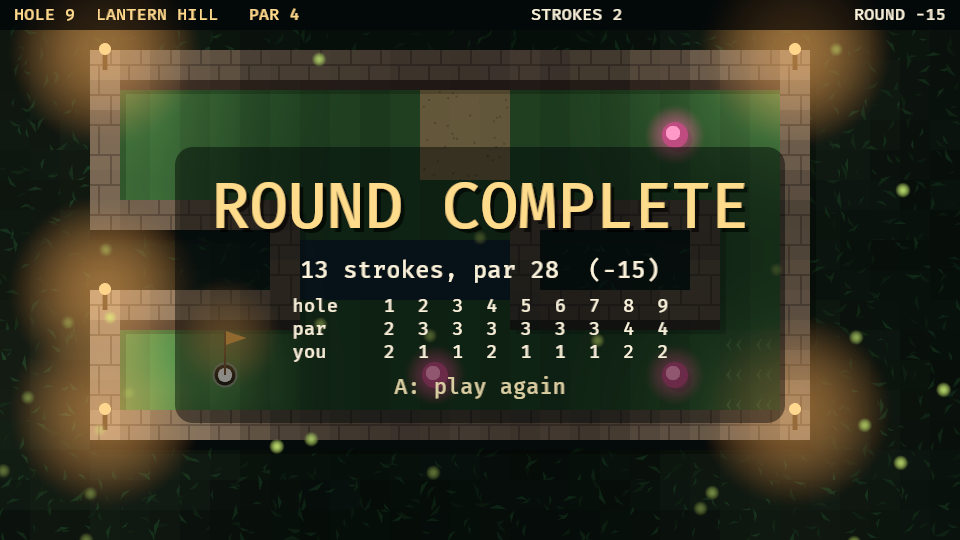 HOLE 9 LANTERN HILL PAR 4 STROKES 2 ROUND -15
ROUND COMPLETE
13 strokes, par 28 (-15)
hole 1 2 3 4 5 6 7 8 9
par 2 3 3 3 3 3 3 4 4
you 2 1 1 2 1 1 1 2 2
A: play again